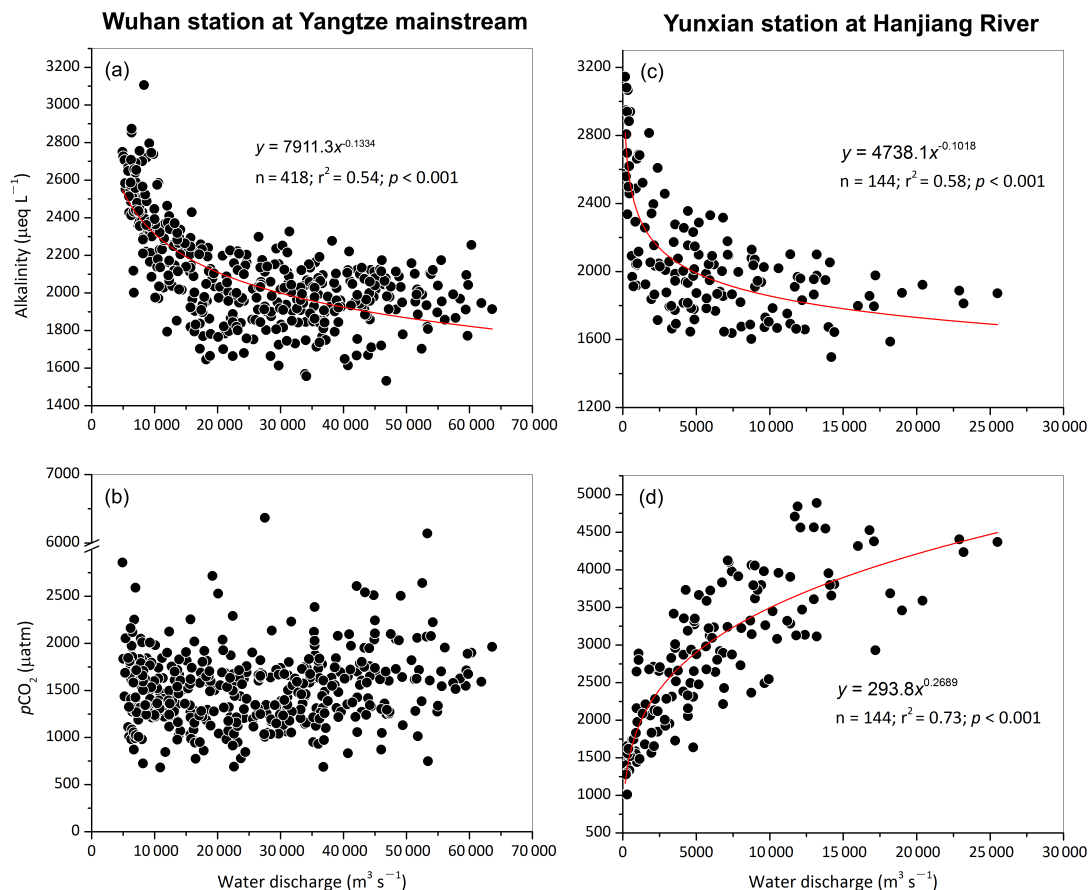 Wuhan station at Yangtze mainstream
Yunxian station at Hanjiang River
(a)
y = 7911.3x^-0.1334
n = 418; r² = 0.54; p < 0.001
Alkalinity (μeq L⁻¹)
3200
3000
2800
2600
2400
2200
2000
1800
1600
1400
0 10 000 20 000 30 000 40 000 50 000 60 000 70 000
(c)
y = 4738.1x^-0.1018
n = 144; r² = 0.58; p < 0.001
3200
2800
2400
2000
1600
1200
0 5000 10 000 15 000 20 000 25 000 30 000
(b)
pCO₂ (μatm)
7000
6000
2500
2000
1500
1000
500
0
0 10 000 20 000 30 000 40 000 50 000 60 000 70 000
Water discharge (m³ s⁻¹)
(d)
y = 293.8x^0.2689
n = 144; r² = 0.73; p < 0.001
5000
4500
4000
3500
3000
2500
2000
1500
1000
500
0 5000 10 000 15 000 20 000 25 000 30 000
Water discharge (m³ s⁻¹)